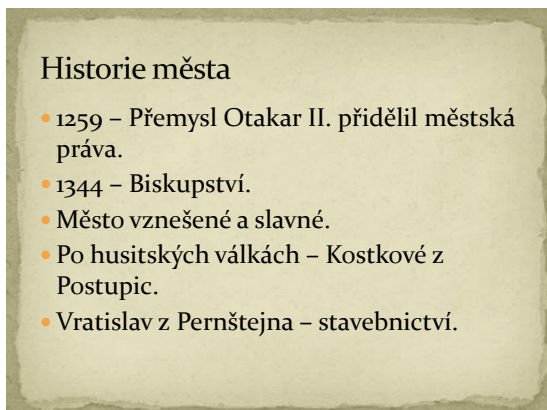 Historie města
• 1259 – Přemysl Otakar II. přidělil městská
práva.
• 1344 – Biskupství.
• Město vznešené a slavné.
• Po husitských válkách – Kostkové z
Postupic.
• Vratislav z Pernštejna – stavebnictví.